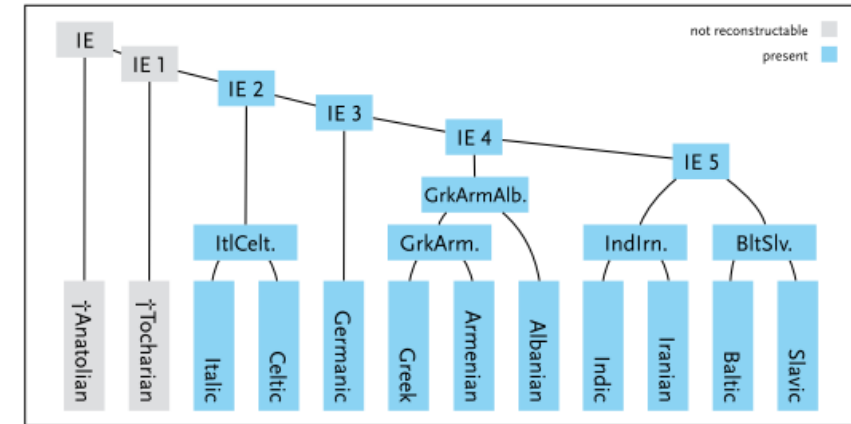 not reconstructable
present
IE
IE 1
IE 2
IE 3
IE 4
IE 5
GrkArmAlb.
ItlCelt.
GrkArm.
IndIrn.
BltSlv.
†Anatolian
†Tocharian
Italic
Celtic
Germanic
Greek
Armenian
Albanian
Indic
Iranian
Baltic
Slavic